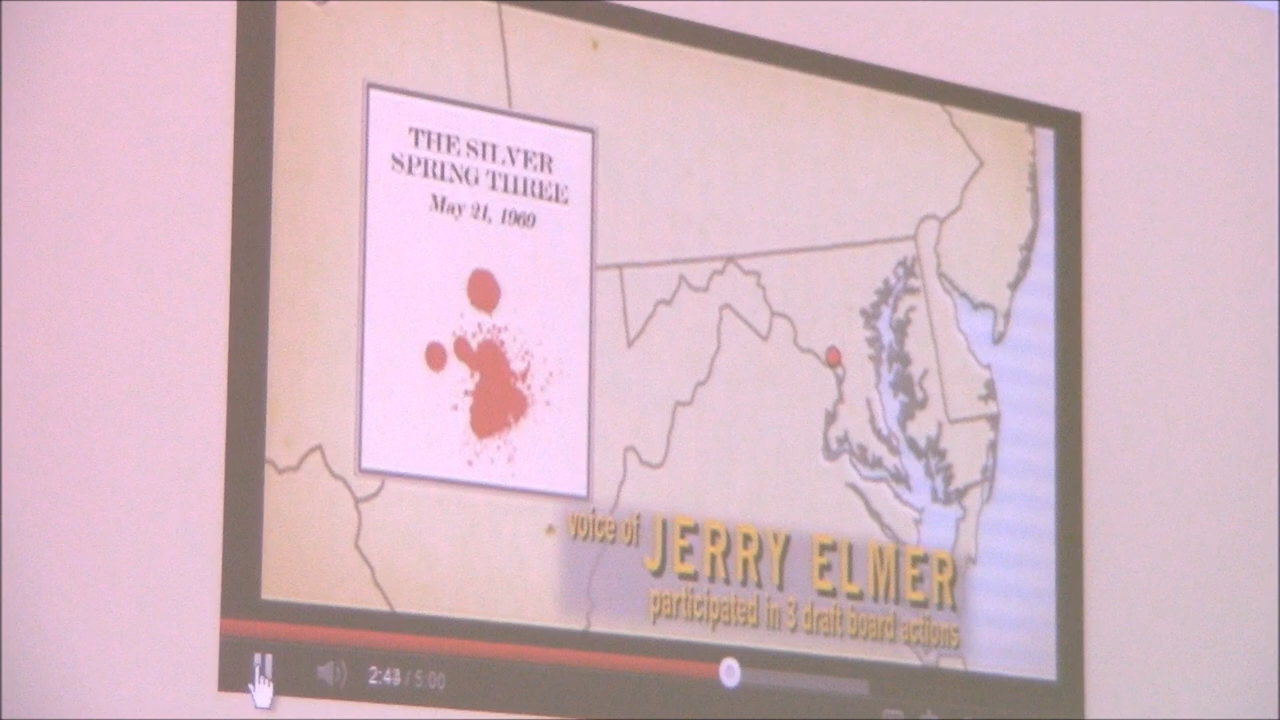 THE SILVER
SPRING THREE
May 21, 1969
voice of JERRY ELMER
participated in 3 draft board actions
2:43 / 5:00